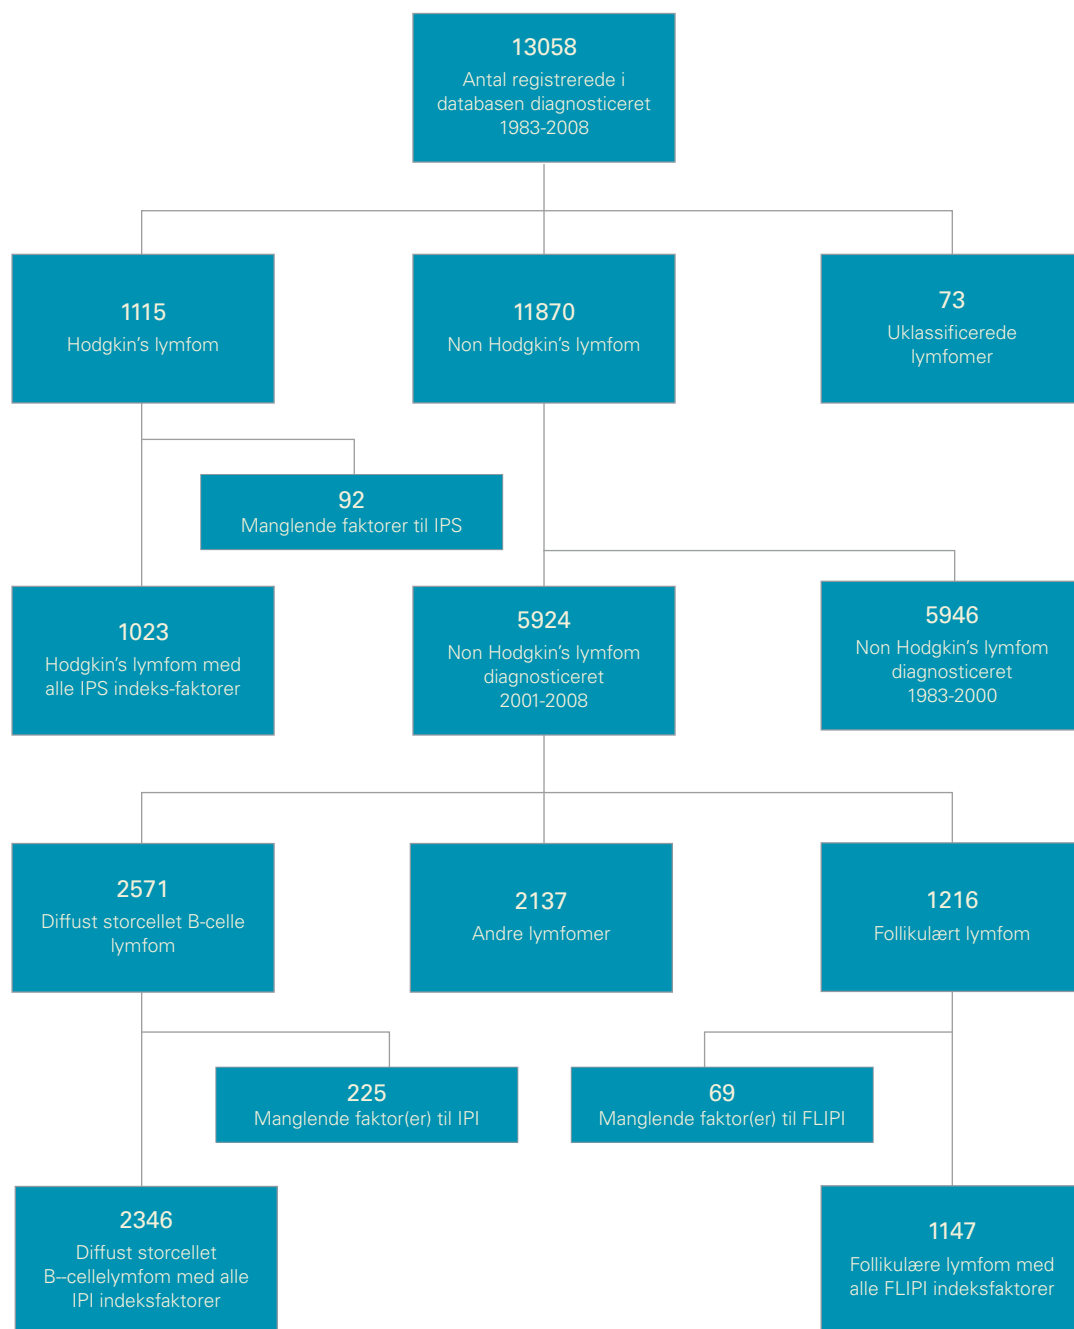 13058
Antal registrerede i
databasen diagnosticeret
1983-2008
1115
Hodgkin's lymfom
11870
Non Hodgkin's lymfom
73
Uklassificerede
lymfomer
92
Manglende faktorer til IPS
1023
Hodgkin's lymfom med
alle IPS indeks-faktorer
5924
Non Hodgkin's lymfom
diagnosticeret
2001-2008
5946
Non Hodgkin's lymfom
diagnosticeret
1983-2000
2571
Diffust storcellet B-celle
lymfom
2137
Andre lymfomer
1216
Follikulært lymfom
225
Manglende faktor(er) til IPI
69
Manglende faktor(er) til FLIPI
2346
Diffust storcellet
B–cellelymfom med alle
IPI indeksfaktorer
1147
Follikulære lymfom med
alle FLIPI indeksfaktorer